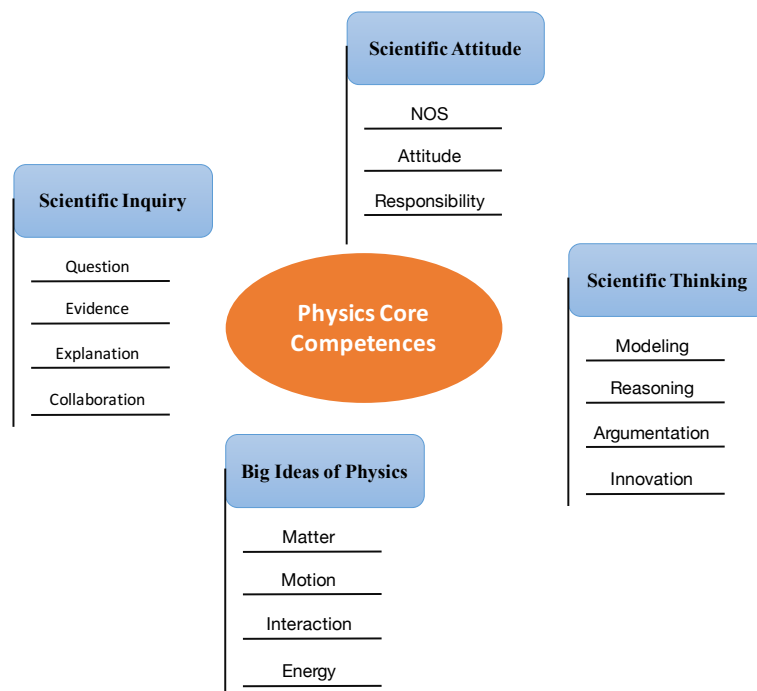 Scientific Attitude
NOS
Attitude
Responsibility
Scientific Inquiry
Question
Evidence
Explanation
Collaboration
Physics Core
Competences
Scientific Thinking
Modeling
Reasoning
Argumentation
Innovation
Big Ideas of Physics
Matter
Motion
Interaction
Energy